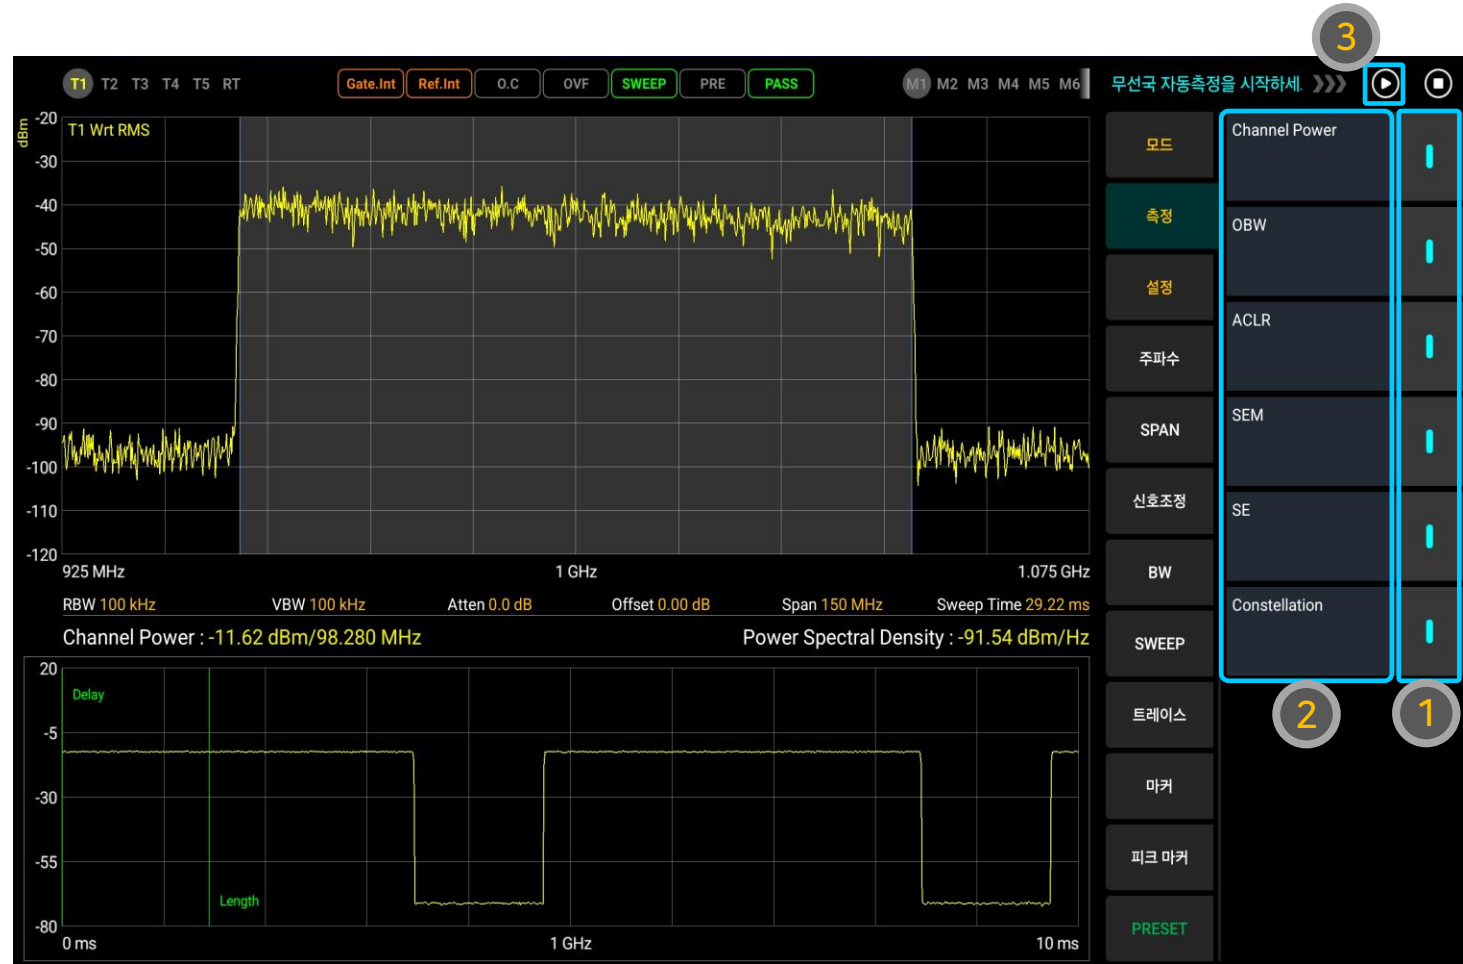 3
T1 T2 T3 T4 T5 RT Gate.Int Ref.Int O.C OVF SWEEP PRE PASS M1 M2 M3 M4 M5 M6 무선국 자동측정을 시작하세.
dBm
-20
-30
-40
-50
-60
-70
-80
-90
-100
-110
-120
T1 Wrt RMS
925 MHz 1 GHz 1.075 GHz
RBW 100 kHz VBW 100 kHz Atten 0.0 dB Offset 0.00 dB Span 150 MHz Sweep Time 29.22 ms
Channel Power : -11.62 dBm/98.280 MHz Power Spectral Density : -91.54 dBm/Hz
20
-5
-30
-55
-80
Delay
Length
0 ms 1 GHz 10 ms
모드
측정
설정
주파수
SPAN
신호조정
BW
SWEEP
트레이스
마커
피크 마커
PRESET
Channel Power
OBW
ACLR
SEM
SE
Constellation
2
1